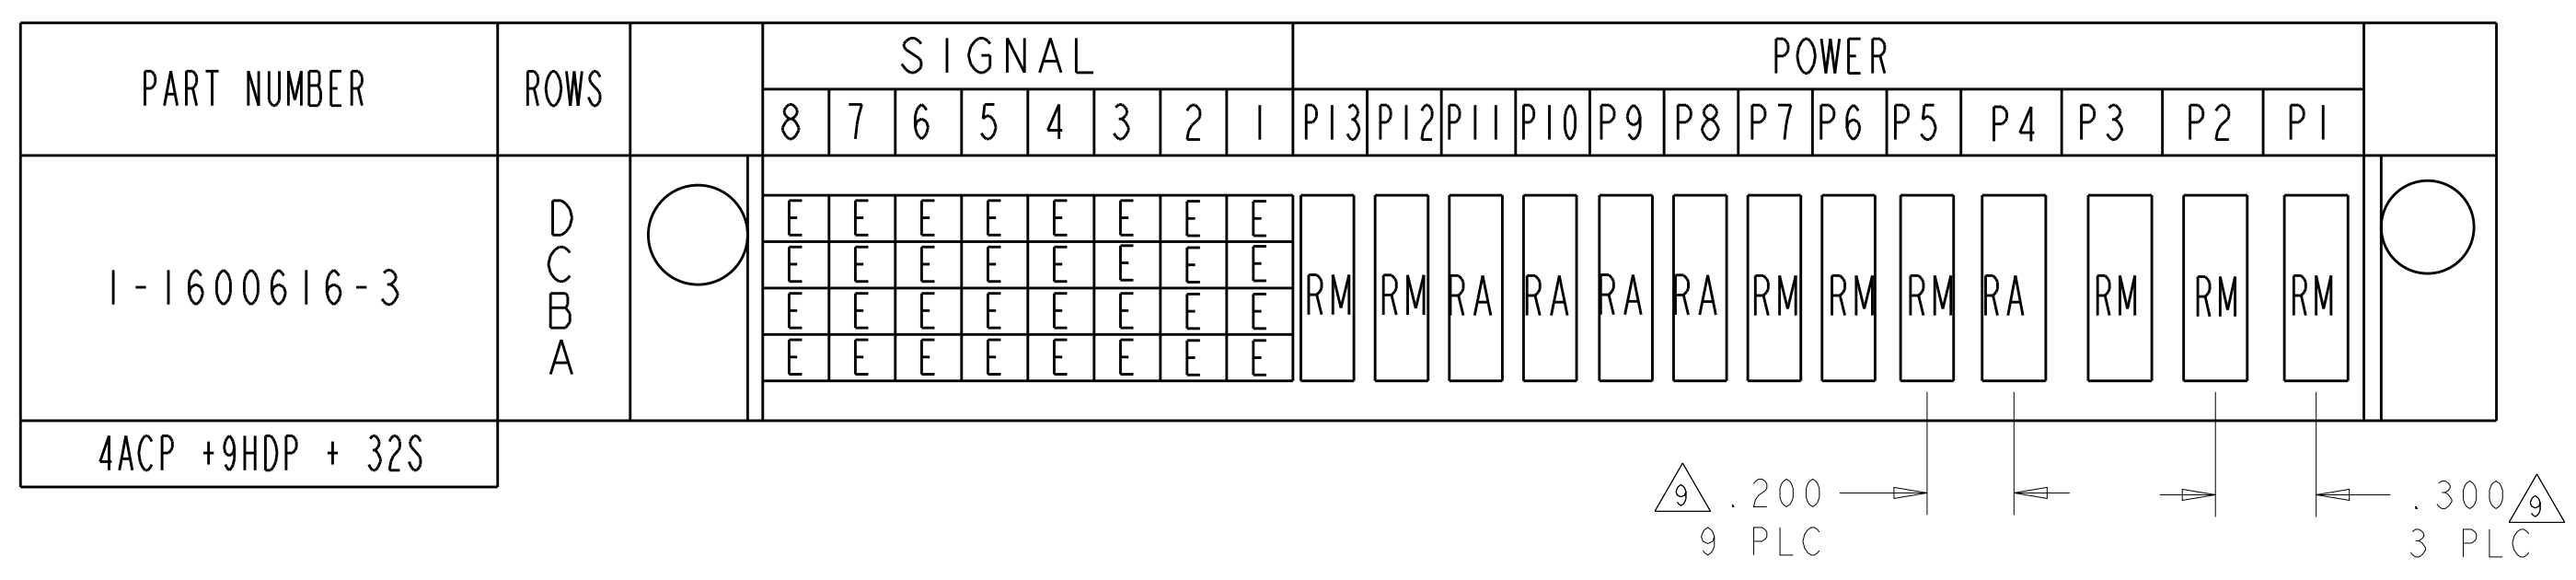 PART NUMBER ROWS SIGNAL POWER
8 7 6 5 4 3 2 1 P13 P12 P11 P10 P9 P8 P7 P6 P5 P4 P3 P2 P1
D E E E E E E E E
C E E E E E E E E
1-1600616-3 RM RM RA RA RA RA RM RM RM RA RM RM RM
B E E E E E E E E
A E E E E E E E E
4ACP +9HDP + 32S
9 .200 .300 9
9 PLC 3 PLC